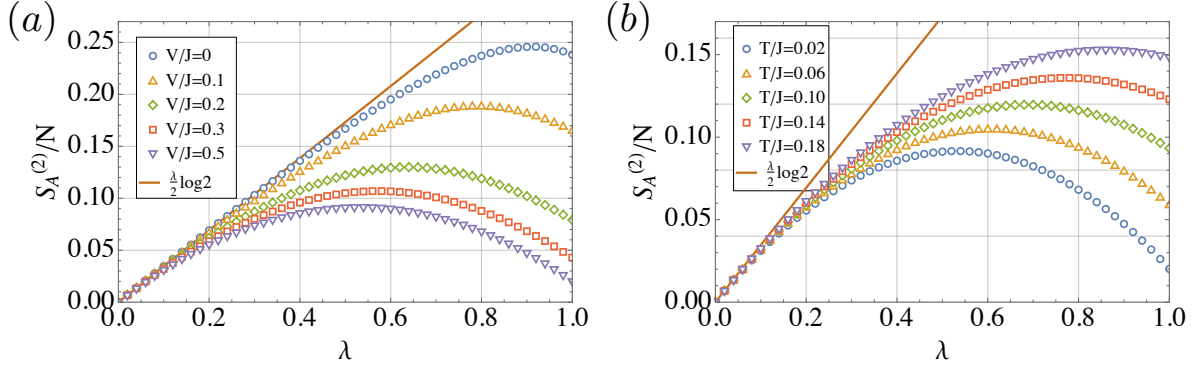 (a)
S_A^(2)/N
0.25
0.20
0.15
0.10
0.05
0.00
V/J=0
V/J=0.1
V/J=0.2
V/J=0.3
V/J=0.5
λ/2 log2
0.0 0.2 0.4 0.6 0.8 1.0
λ
(b)
S_A^(2)/N
0.15
0.10
0.05
0.00
T/J=0.02
T/J=0.06
T/J=0.10
T/J=0.14
T/J=0.18
λ/2 log2
0.0 0.2 0.4 0.6 0.8 1.0
λ